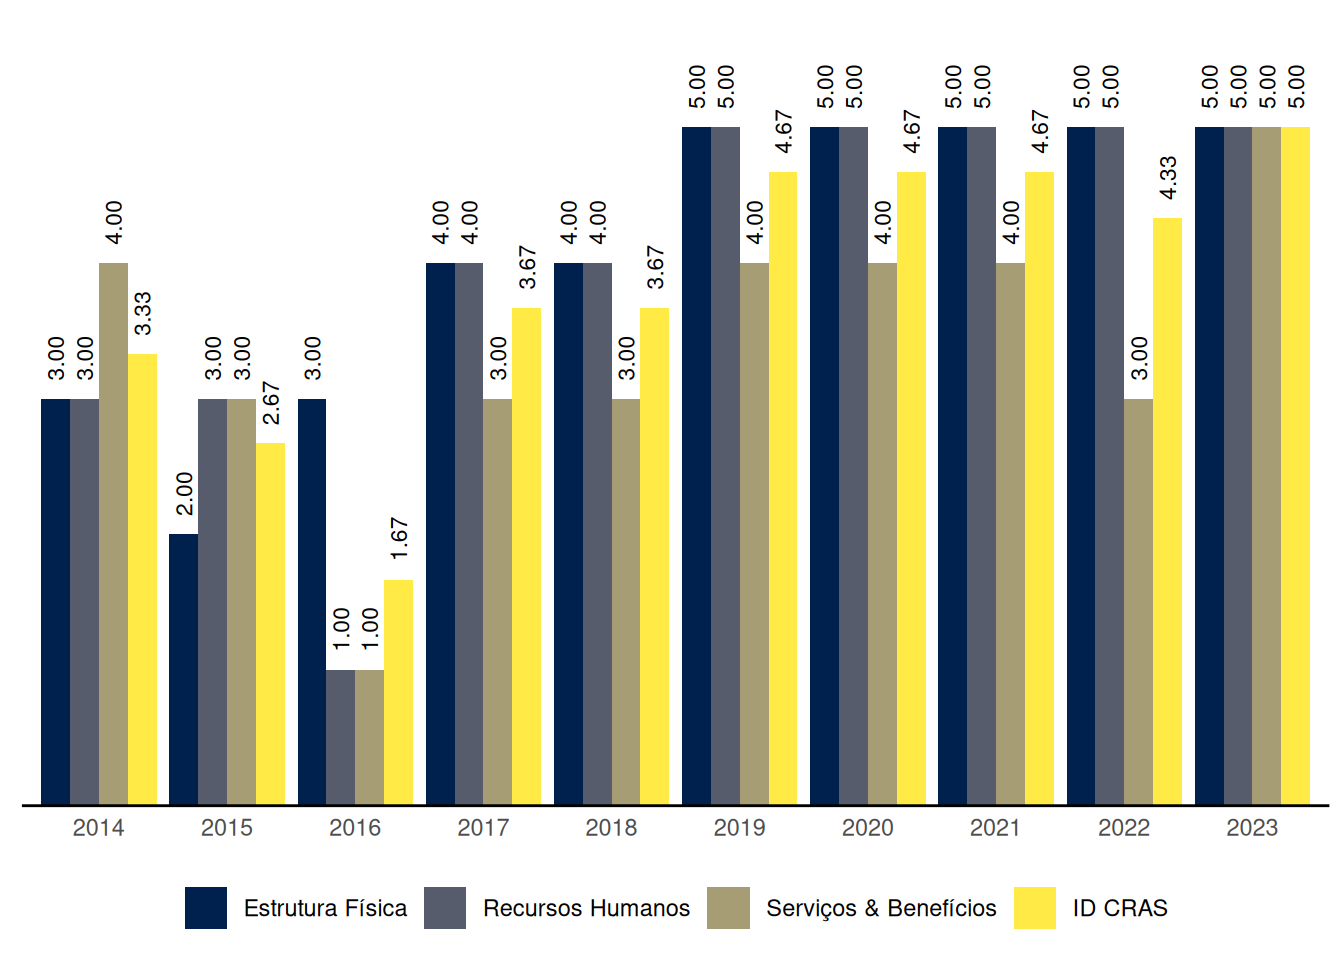 3.00 3.00 4.00 3.33
2.00 3.00 3.00 2.67
3.00 1.00 1.00 1.67
4.00 4.00 3.00 3.67
4.00 4.00 3.00 3.67
5.00 5.00 4.00 4.67
5.00 5.00 4.00 4.67
5.00 5.00 4.00 4.67
5.00 5.00 3.00 4.33
5.00 5.00 5.00 5.00
2014 2015 2016 2017 2018 2019 2020 2021 2022 2023
Estrutura Física Recursos Humanos Serviços & Benefícios ID CRAS